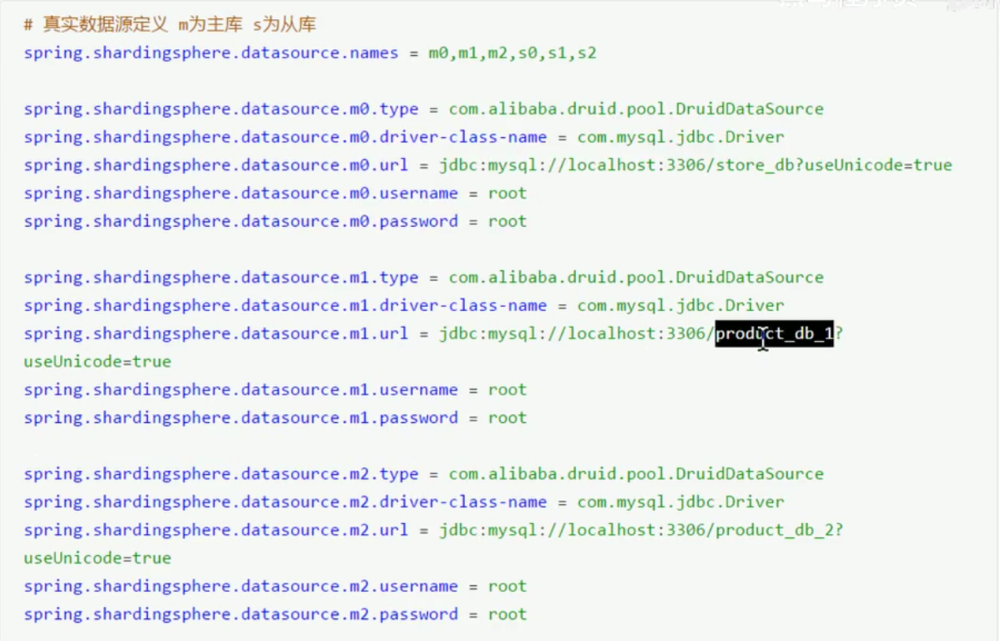 # 真实数据源定义 m为主库 s为从库
spring.shardingsphere.datasource.names = m0,m1,m2,s0,s1,s2
spring.shardingsphere.datasource.m0.type = com.alibaba.druid.pool.DruidDataSource
spring.shardingsphere.datasource.m0.driver-class-name = com.mysql.jdbc.Driver
spring.shardingsphere.datasource.m0.url = jdbc:mysql://localhost:3306/store_db?useUnicode=true
spring.shardingsphere.datasource.m0.username = root
spring.shardingsphere.datasource.m0.password = root
spring.shardingsphere.datasource.m1.type = com.alibaba.druid.pool.DruidDataSource
spring.shardingsphere.datasource.m1.driver-class-name = com.mysql.jdbc.Driver
spring.shardingsphere.datasource.m1.url = jdbc:mysql://localhost:3306/product_db_1?
useUnicode=true
spring.shardingsphere.datasource.m1.username = root
spring.shardingsphere.datasource.m1.password = root
spring.shardingsphere.datasource.m2.type = com.alibaba.druid.pool.DruidDataSource
spring.shardingsphere.datasource.m2.driver-class-name = com.mysql.jdbc.Driver
spring.shardingsphere.datasource.m2.url = jdbc:mysql://localhost:3306/product_db_2?
useUnicode=true
spring.shardingsphere.datasource.m2.username = root
spring.shardingsphere.datasource.m2.password = root